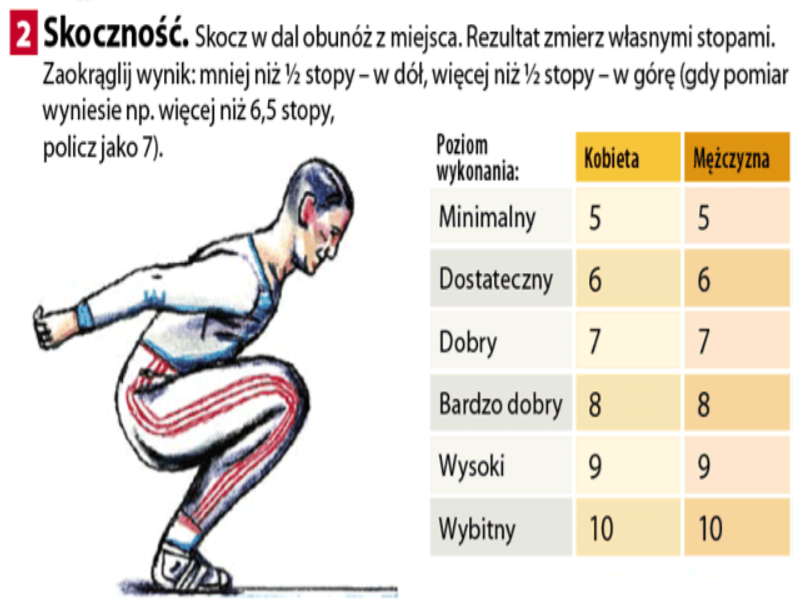 2 Skoczność. Skocz w dal obunóż z miejsca. Rezultat zmierz własnymi stopami.
Zaokrąglij wynik: mniej niż ½ stopy – w dół, więcej niż ½ stopy – w górę (gdy pomiar
wyniesie np. więcej niż 6,5 stopy,
policz jako 7).
Poziom
wykonania: Kobieta Mężczyzna
Minimalny 5 5
Dostateczny 6 6
Dobry 7 7
Bardzo dobry 8 8
Wysoki 9 9
Wybitny 10 10